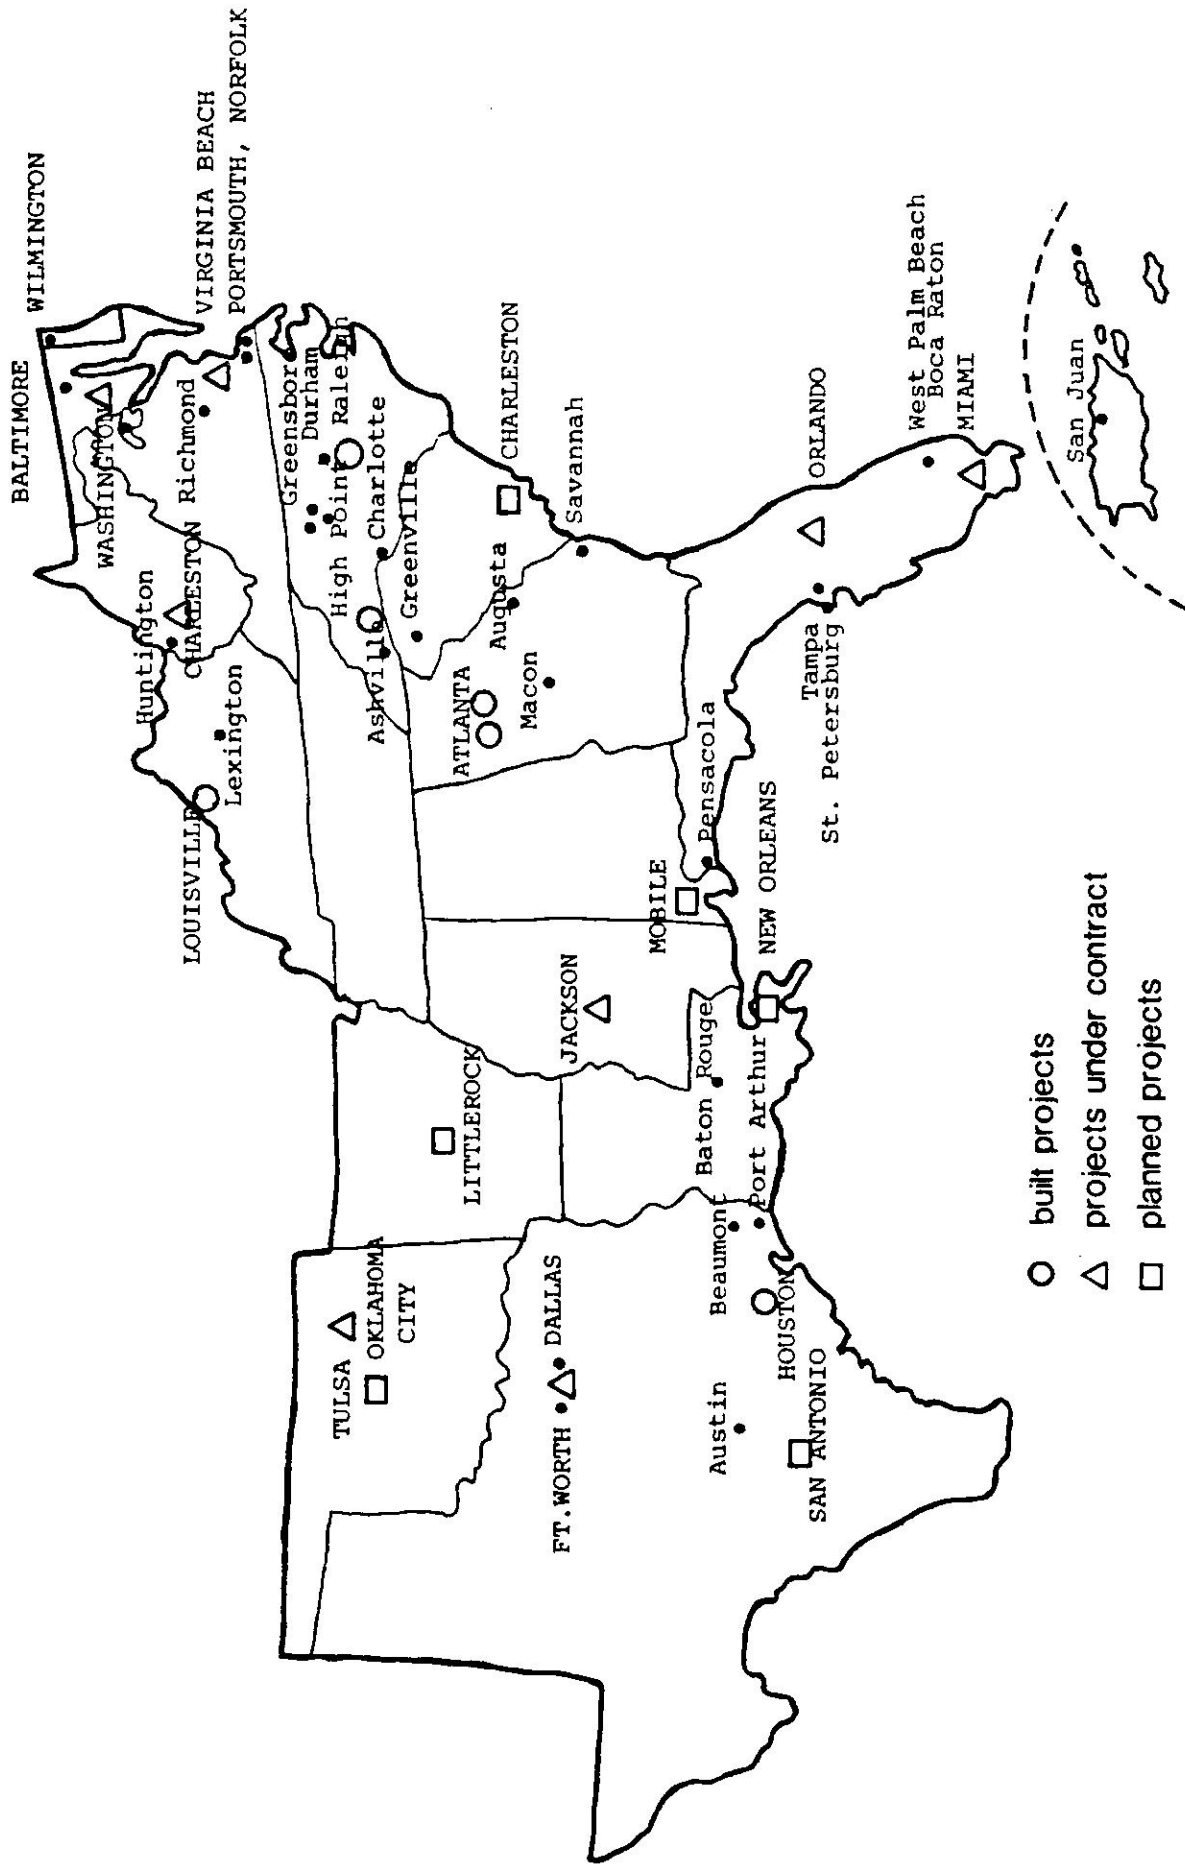 BALTIMORE
WILMINGTON
WASHINGTON
VIRGINIA BEACH
PORTSMOUTH, NORFOLK
Huntington
CHARLESTON
Richmond
LOUISVILLE
Lexington
Greensboro
Durham
High Point
Raleigh
Ashville
Charlotte
Greenville
TULSA
OKLAHOMA
CITY
LITTLEROCK
ATLANTA
Augusta
CHARLESTON
Macon
Savannah
FT.WORTH
DALLAS
JACKSON
MOBILE
Pensacola
Austin
Beaumont
Baton Rouge
Port Arthur
NEW ORLEANS
HOUSTON
SAN ANTONIO
Tampa
St. Petersburg
ORLANDO
West Palm Beach
Boca Raton
MIAMI
San Juan
built projects
projects under contract
planned projects